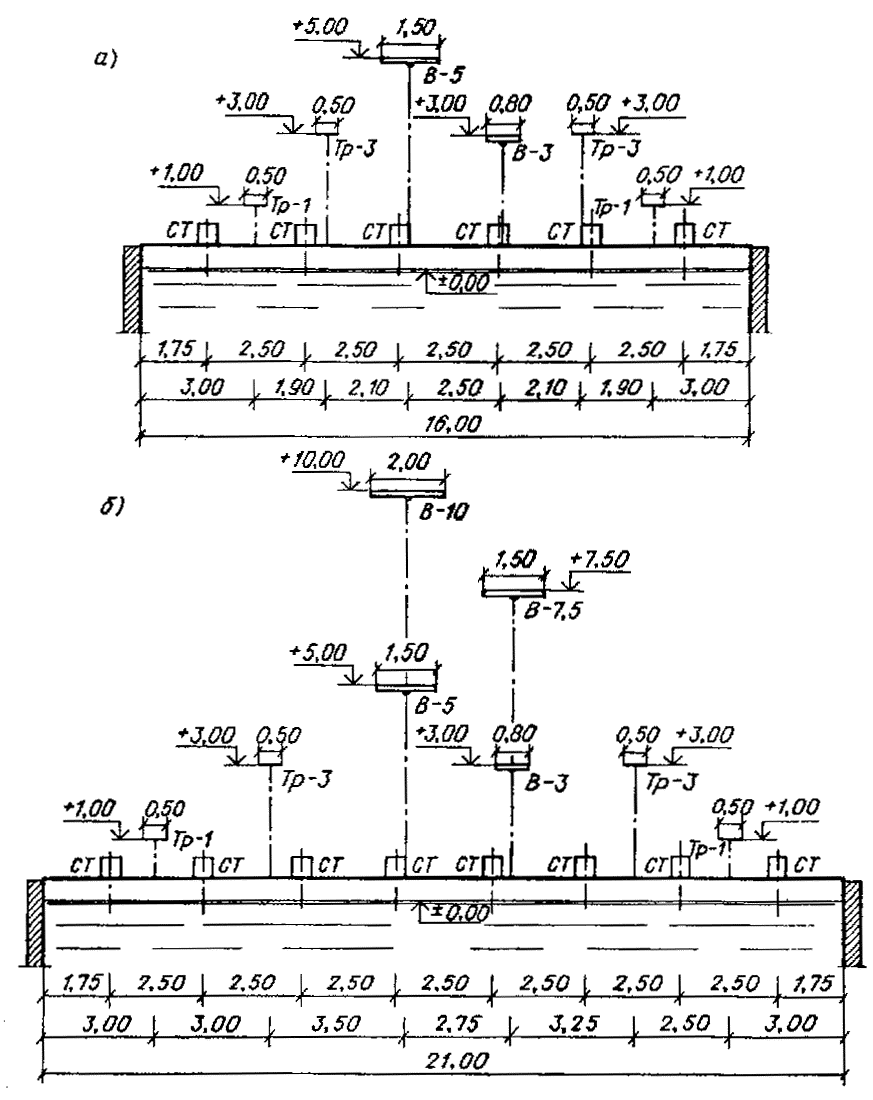 +5,00 1,50
а)
В-5
+3,00 0,50 +3,00 0,80 0,50 +3,00
Тр-3 В-3 Тр-3
+1,00 0,50 0,50 +1,00
Тр-1 Тр-1
СТ СТ СТ СТ СТ СТ
±0,00
1,75 2,50 2,50 2,50 2,50 2,50 1,75
3,00 1,90 2,10 2,50 2,10 1,90 3,00
16,00
+10,00 2,00
б)
В-10
1,50 +7,50
В-7,5
+5,00 1,50
В-5
+3,00 0,50 +3,00 0,80 0,50 +3,00
Тр-3 В-3 Тр-3
+1,00 0,50 0,50 +1,00
Тр-1 Тр-1
СТ СТ СТ СТ СТ СТ СТ СТ
±0,00
1,75 2,50 2,50 2,50 2,50 2,50 2,50 2,50 1,75
3,00 3,00 3,50 2,75 3,25 2,50 3,00
21,00